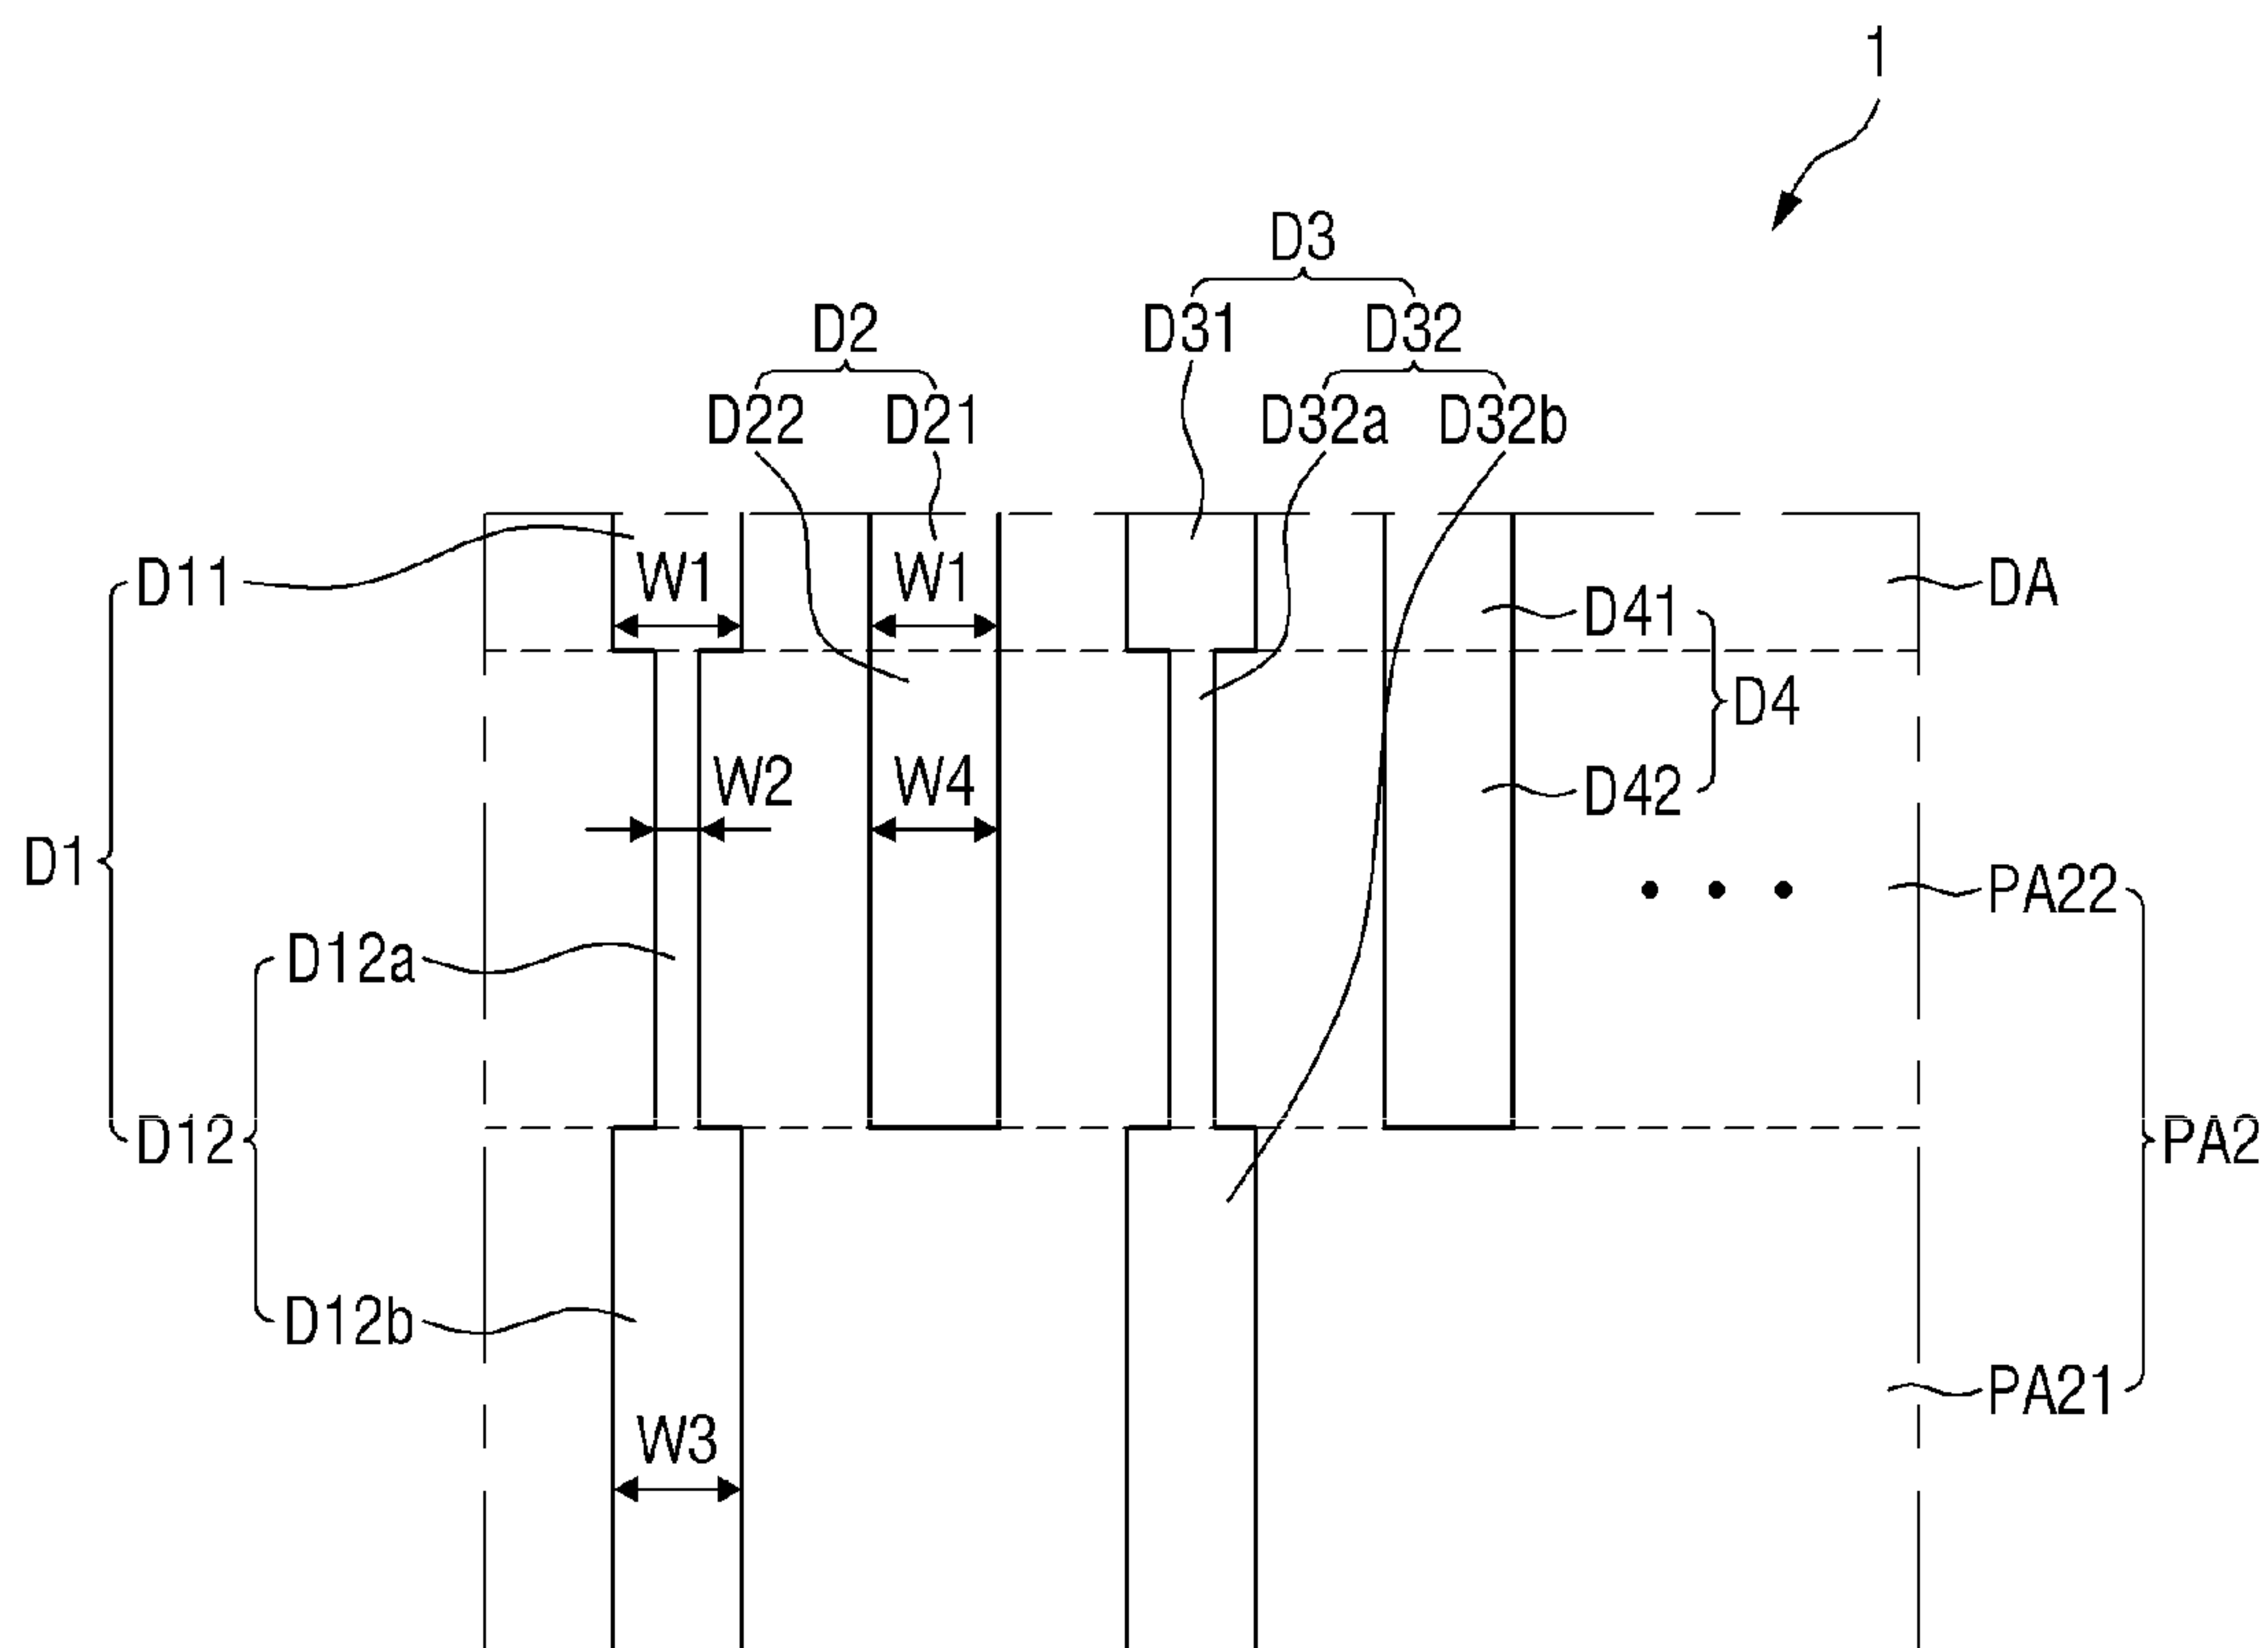 1
D3
D2 D31 D32
D22 D21 D32a D32b
D11 W1 W1 D41 DA
D4
W2 W4 D42
D1 PA22
D12a
D12 PA2
D12b
PA21
W3